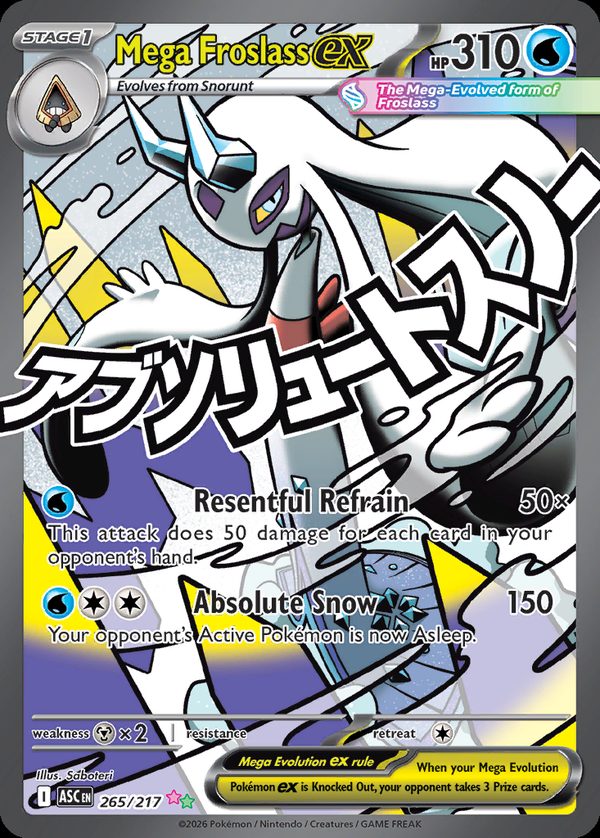 STAGE 1
Mega Froslass ex
HP 310
Evolves from Snorunt
The Mega-Evolved form of
Froslass
アブソリュートスノー
Resentful Refrain 50×
This attack does 50 damage for each card in your
opponent's hand.
Absolute Snow 150
Your opponent's Active Pokémon is now Asleep.
weakness ×2 resistance retreat
Illus. Saboteri
Mega Evolution ex rule
When your Mega Evolution
Pokémon ex is Knocked Out, your opponent takes 3 Prize cards.
I ASC EN 265/217
©2026 Pokémon / Nintendo / Creatures / GAME FREAK